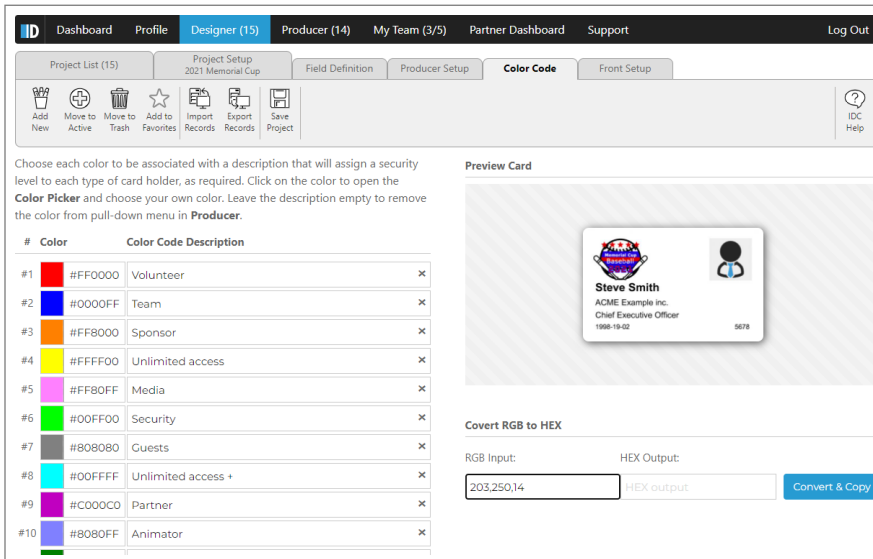 ID Dashboard Profile Designer (15) Producer (14) My Team (3/5) Partner Dashboard Support Log Out
Project List (15) Project Setup Field Definition Producer Setup Color Code Front Setup
2021 Memorial Cup
Add New Move to Active Move to Trash Add to Favorites Import Records Export Records Save Project IDC Help
Choose each color to be associated with a description that will assign a security
level to each type of card holder, as required. Click on the color to open the
Color Picker and choose your own color. Leave the description empty to remove
the color from pull-down menu in Producer.
# Color Color Code Description
#1 #FF0000 Volunteer ×
#2 #0000FF Team ×
#3 #FF8000 Sponsor ×
#4 #FFFF00 Unlimited access ×
#5 #FF80FF Media ×
#6 #00FF00 Security ×
#7 #808080 Guests ×
#8 #00FFFF Unlimited access + ×
#9 #C000C0 Partner ×
#10 #8080FF Animator ×
Preview Card
Memorial Cup
Baseball
Steve Smith
ACME Example inc.
Chief Executive Officer
1998-19-02 5678
Covert RGB to HEX
RGB Input: HEX Output:
203,250,14 HEX output Convert & Copy